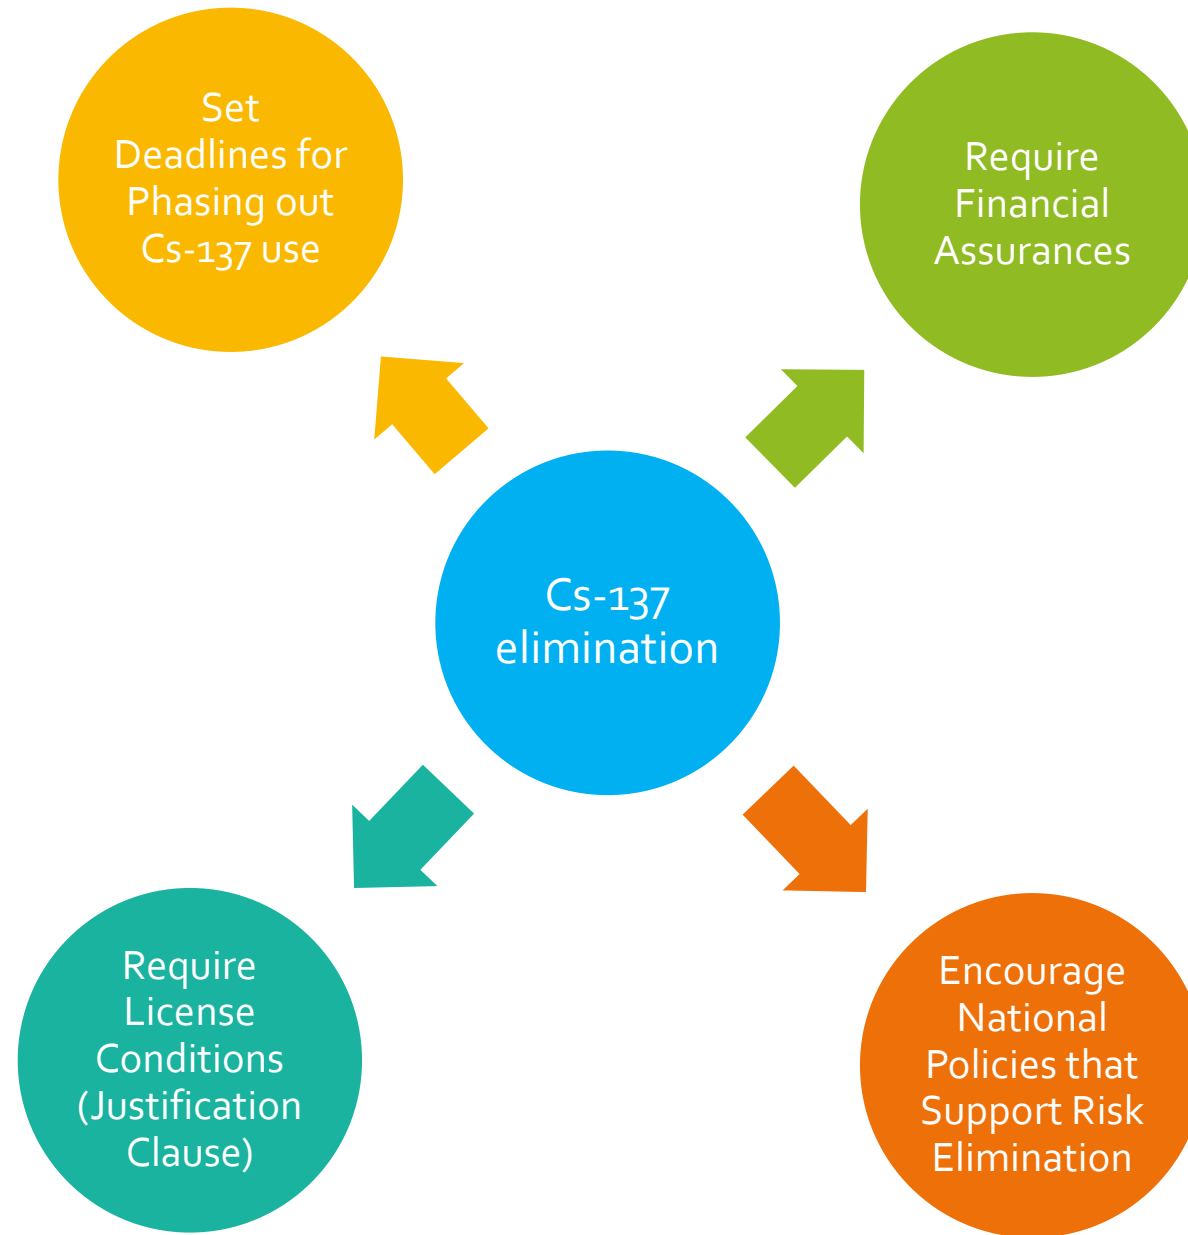 Set
Deadlines for
Phasing out
Cs-137 use
Require
Financial
Assurances
Cs-137
elimination
Require
License
Conditions
(Justification
Clause)
Encourage
National
Policies that
Support Risk
Elimination